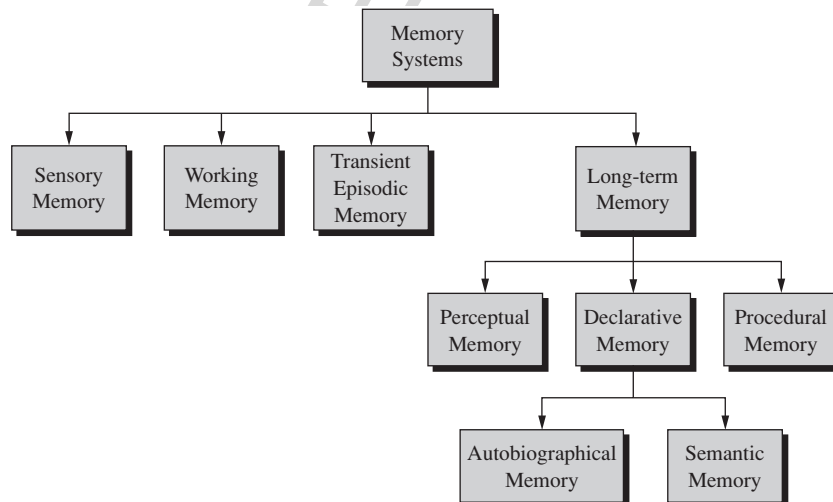 Memory
Systems
Sensory
Memory
Working
Memory
Transient
Episodic
Memory
Long-term
Memory
Perceptual
Memory
Declarative
Memory
Procedural
Memory
Autobiographical
Memory
Semantic
Memory